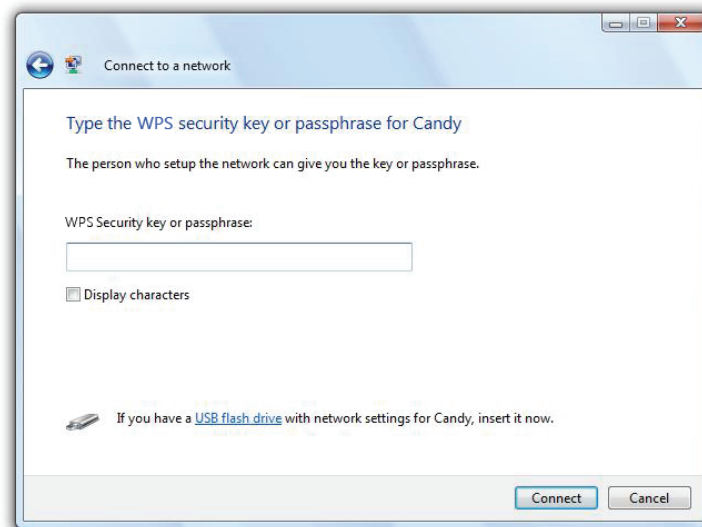 Connect to a network
Type the WPS security key or passphrase for Candy
The person who setup the network can give you the key or passphrase.
WPS Security key or passphrase:
Display characters
If you have a USB flash drive with network settings for Candy, insert it now.
Connect Cancel